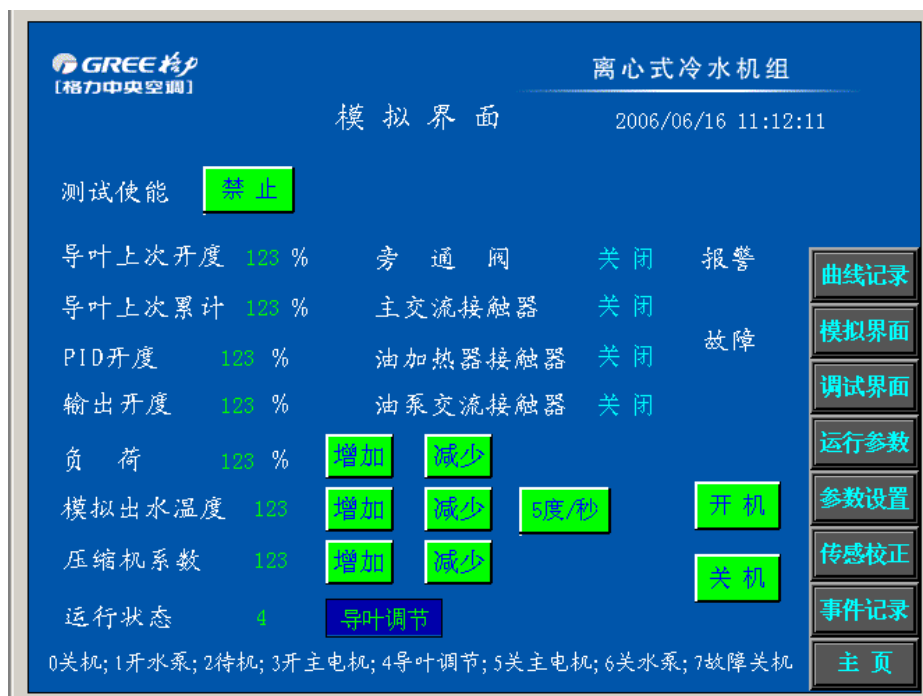 GREE格力
[格力中央空调]
离心式冷水机组
模拟界面
2006/06/16 11:12:11
测试使能 禁止
导叶上次开度 123 % 旁通阀 关闭 报警
导叶上次累计 123 % 主交流接触器 关闭
PID开度 123 % 油加热器接触器 关闭 故障
输出开度 123 % 油泵交流接触器 关闭
负荷 123 % 增加 减少
模拟出水温度 123 增加 减少 5度/秒 开机
压缩机系数 123 增加 减少 关机
运行状态 4 导叶调节
0关机;1开水泵;2待机;3开主电机;4导叶调节;5关主电机;6关水泵;7故障关机
曲线记录
模拟界面
调试界面
运行参数
参数设置
传感校正
事件记录
主页